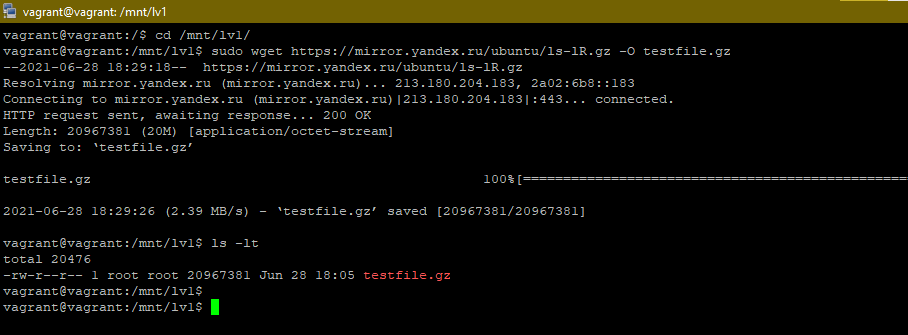 vagrant@vagrant: /mnt/lv1
vagrant@vagrant:/$ cd /mnt/lv1/
vagrant@vagrant:/mnt/lv1$ sudo wget https://mirror.yandex.ru/ubuntu/ls-lR.gz -O testfile.gz
--2021-06-28 18:29:18--  https://mirror.yandex.ru/ubuntu/ls-lR.gz
Resolving mirror.yandex.ru (mirror.yandex.ru)... 213.180.204.183, 2a02:6b8::183
Connecting to mirror.yandex.ru (mirror.yandex.ru)|213.180.204.183|:443... connected.
HTTP request sent, awaiting response... 200 OK
Length: 20967381 (20M) [application/octet-stream]
Saving to: ‘testfile.gz’
testfile.gz 100%[================================================
2021-06-28 18:29:26 (2.39 MB/s) - ‘testfile.gz’ saved [20967381/20967381]
vagrant@vagrant:/mnt/lv1$ ls -lt
total 20476
-rw-r--r-- 1 root root 20967381 Jun 28 18:05 testfile.gz
vagrant@vagrant:/mnt/lv1$
vagrant@vagrant:/mnt/lv1$